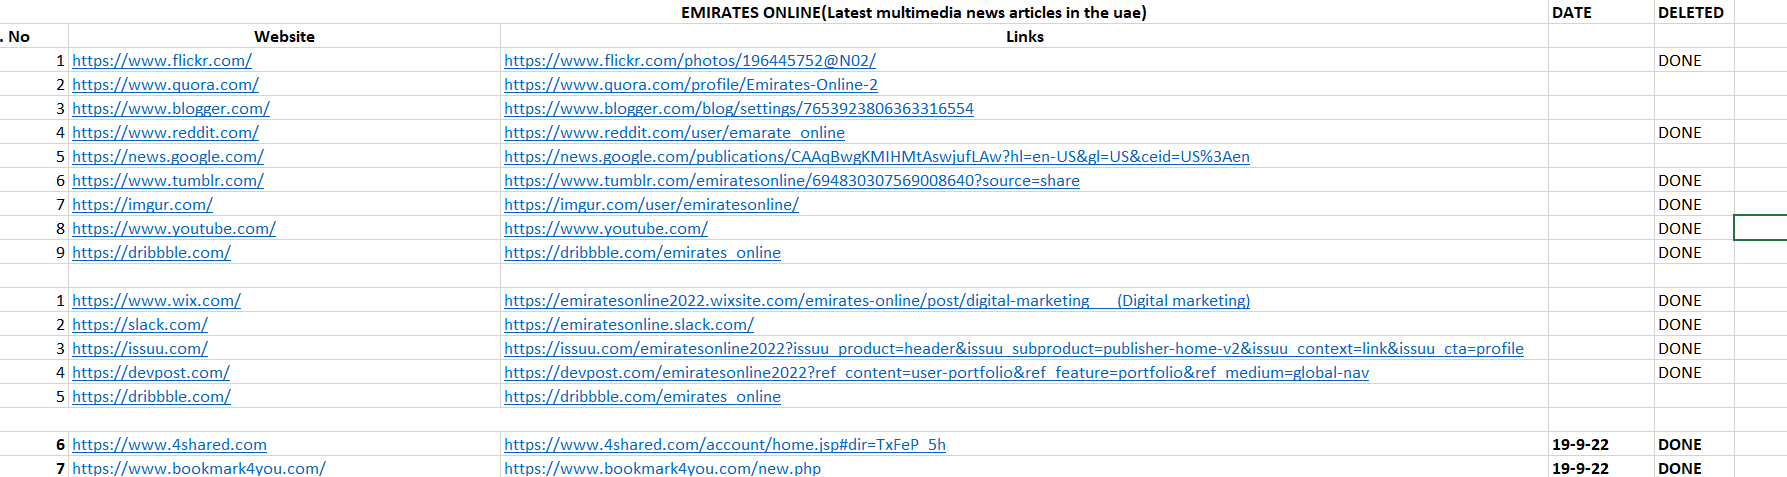 EMIRATES ONLINE(Latest multimedia news articles in the uae) DATE DELETED
. No Website Links
1 https://www.flickr.com/ https://www.flickr.com/photos/196445752@N02/ DONE
2 https://www.quora.com/ https://www.quora.com/profile/Emirates-Online-2
3 https://www.blogger.com/ https://www.blogger.com/blog/settings/7653923806363316554
4 https://www.reddit.com/ https://www.reddit.com/user/emarate_online DONE
5 https://news.google.com/ https://news.google.com/publications/CAAqBwgKMIHMtAswjufLAw?hl=en-US&gl=US&ceid=US%3Aen
6 https://www.tumblr.com/ https://www.tumblr.com/emiratesonline/694830307569008640?source=share DONE
7 https://imgur.com/ https://imgur.com/user/emiratesonline/ DONE
8 https://www.youtube.com/ https://www.youtube.com/ DONE
9 https://dribbble.com/ https://dribbble.com/emirates_online DONE
1 https://www.wix.com/ https://emiratesonline2022.wixsite.com/emirates-online/post/digital-marketing (Digital marketing) DONE
2 https://slack.com/ https://emiratesonline.slack.com/ DONE
3 https://issuu.com/ https://issuu.com/emiratesonline2022?issuu_product=header&issuu_subproduct=publisher-home-v2&issuu_context=link&issuu_cta=profile DONE
4 https://devpost.com/ https://devpost.com/emiratesonline2022?ref_content=user-portfolio&ref_feature=portfolio&ref_medium=global-nav DONE
5 https://dribbble.com/ https://dribbble.com/emirates_online
6 https://www.4shared.com https://www.4shared.com/account/home.jsp#dir=TxFeP_5h 19-9-22 DONE
7 https://www.bookmark4you.com/ https://www.bookmark4you.com/new.php 19-9-22 DONE